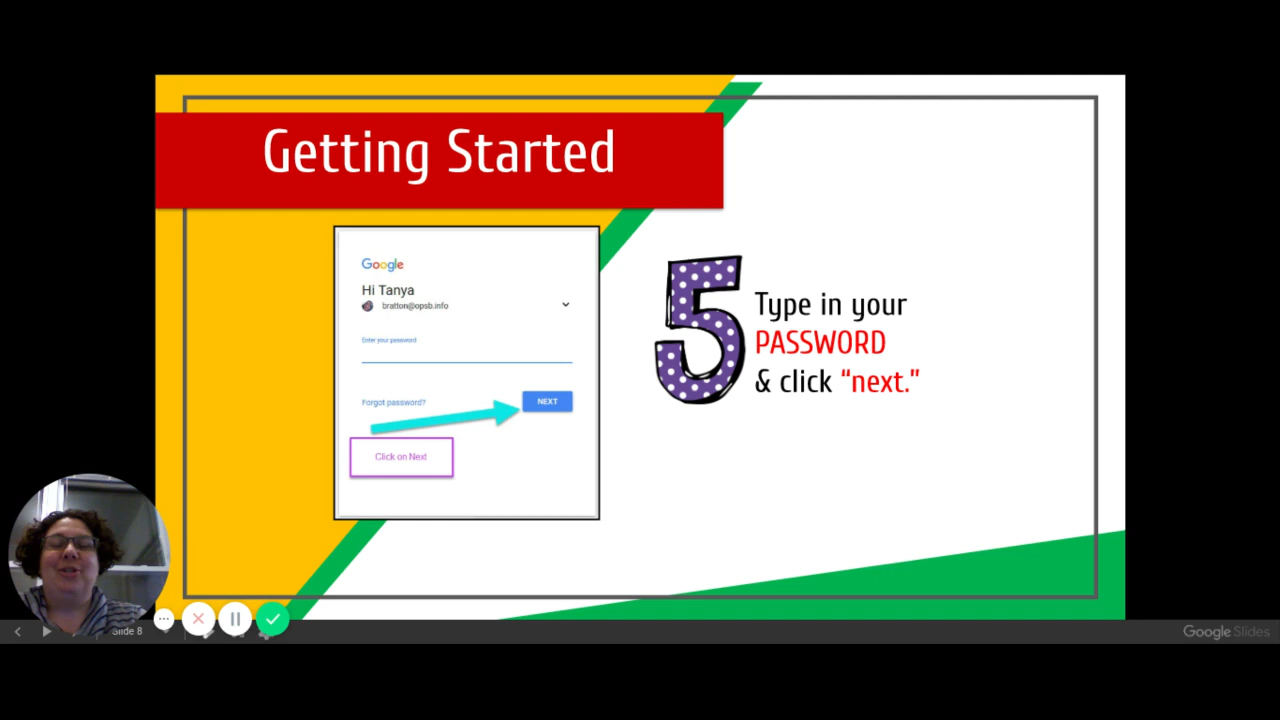 Getting Started
Google
Hi Tanya
bratton@opsb.info
Enter your password
Forgot password?
NEXT
Click on Next
5
Type in your
PASSWORD
& click “next.”
Slide 8
Google Slides